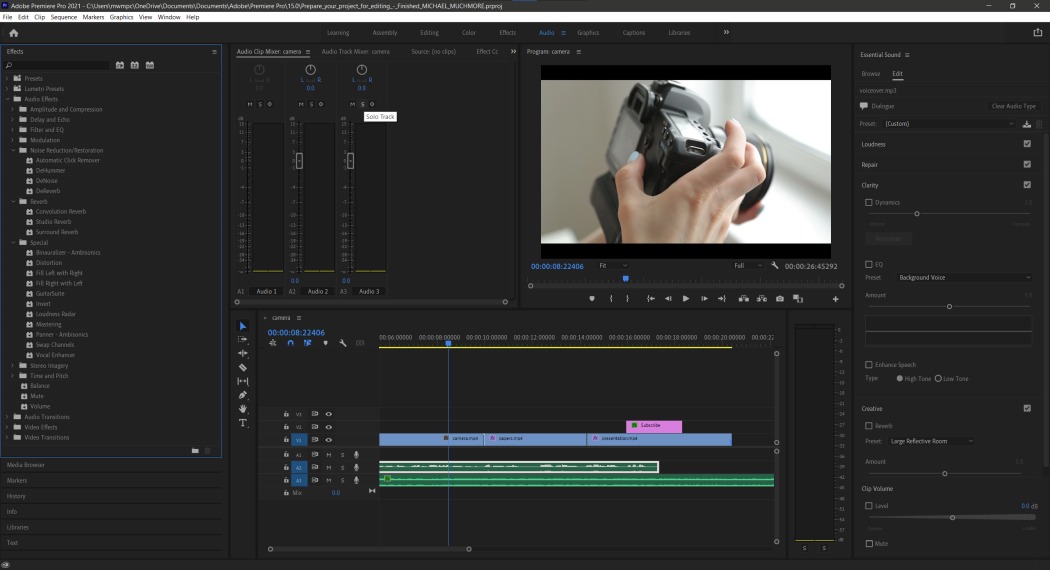 Adobe Premiere Pro 2021 - C:\Users\mwmpc\OneDrive\Documents\Documents\Adobe\Premiere Pro\15.0\Prepare_your_project_for_editing_-_Finished_MICHAEL_MUCHMORE.prproj
File Edit Clip Sequence Markers Graphics View Window Help
Learning Assembly Editing Color Effects Audio Graphics Captions Libraries
Effects
Presets
Lumetri Presets
Audio Effects
Amplitude and Compression
Delay and Echo
Filter and EQ
Modulation
Noise Reduction/Restoration
Automatic Click Remover
DeHummer
DeNoise
DeReverb
Reverb
Convolution Reverb
Studio Reverb
Surround Reverb
Special
Binauralizer - Ambisonics
Distortion
Fill Left with Right
Fill Right with Left
GuitarSuite
Invert
Loudness Radar
Mastering
Panner - Ambisonics
Swap Channels
Vocal Enhancer
Stereo Imagery
Time and Pitch
Balance
Mute
Volume
Audio Transitions
Video Effects
Video Transitions
Media Browser
Markers
History
Info
Libraries
Text
Audio Clip Mixer: camera Audio Track Mixer: camera Source: (no clips) Effect Cc
L R L R L R
0.0 0.0
M S M S M S
Solo Track
dB dB dB
0.0 0.0
A1 Audio 1 A2 Audio 2 A3 Audio 3
Program: camera
00:00:08:22406 Fit Full 00:00:26:45292
camera
00:00:08:22406
00:06:00000 00:00:08:00000 00:00:10:00000 00:00:12:00000 00:00:14:00000 00:00:16:00000 00:00:18:00000 00:00:20:00000 00:00:22
V3
V2 Subscribe
V1 camera.mp4 papers.mp4 presentation.mp4
A1 M S
A2 M S
A3 M S
Mix 0.0
S S
Essential Sound
Browse Edit
voiceover.mp3
Dialogue Clear Audio Type
Preset: (Custom)
Loudness
Repair
Clarity
Dynamics
EQ
Preset Background Voice
Amount
Enhance Speech
Type: High Tone Low Tone
Creative
Reverb
Preset: Large Reflective Room
Amount
Clip Volume
Level 0.0 dB
Mute